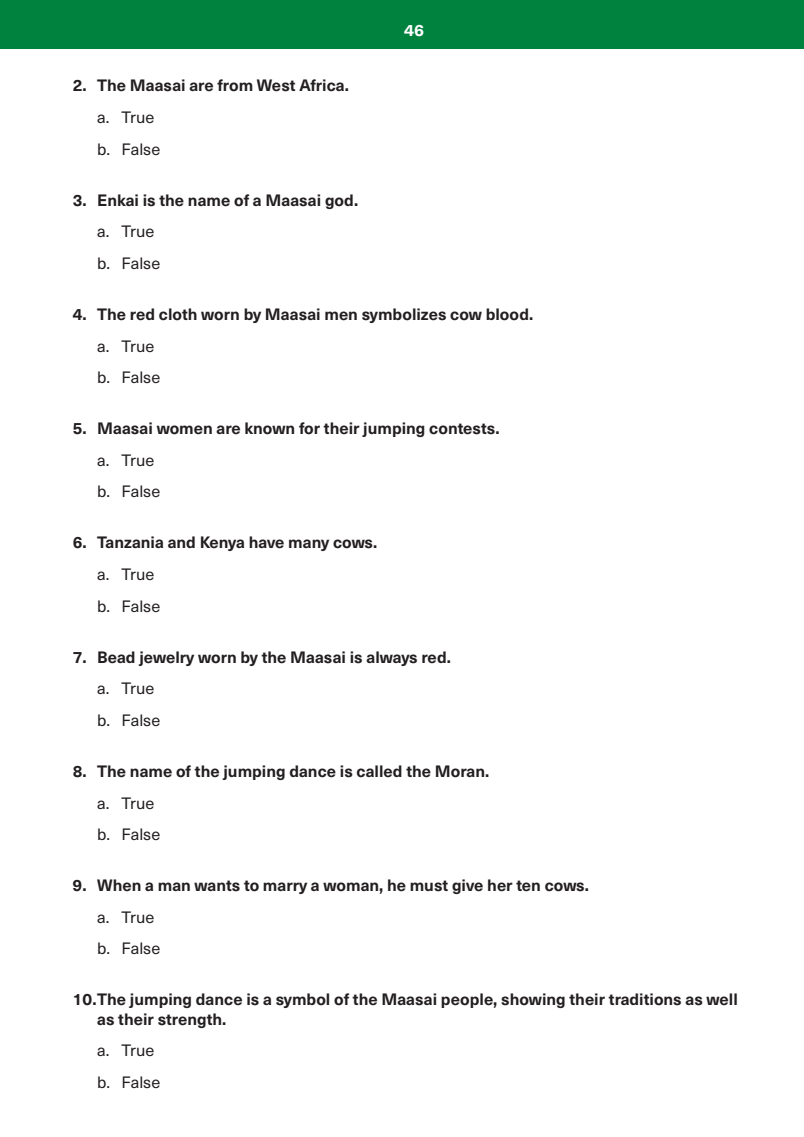 46
2. The Maasai are from West Africa.
a. True
b. False
3. Enkai is the name of a Maasai god.
a. True
b. False
4. The red cloth worn by Maasai men symbolizes cow blood.
a. True
b. False
5. Maasai women are known for their jumping contests.
a. True
b. False
6. Tanzania and Kenya have many cows.
a. True
b. False
7. Bead jewelry worn by the Maasai is always red.
a. True
b. False
8. The name of the jumping dance is called the Moran.
a. True
b. False
9. When a man wants to marry a woman, he must give her ten cows.
a. True
b. False
10.The jumping dance is a symbol of the Maasai people, showing their traditions as well
as their strength.
a. True
b. False